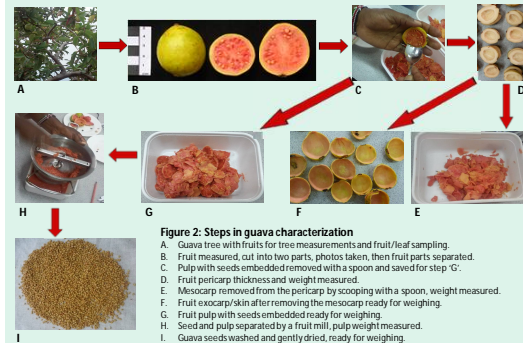 A
B
C
D
H
G
F
E
I
Figure 2: Steps in guava characterization
A. Guava tree with fruits for tree measurements and fruit/leaf sampling.
B. Fruit measured, cut into two parts, photos taken, then fruit parts separated.
C. Pulp with seeds embedded removed with a spoon and saved for step ‘G’.
D. Fruit pericarp thickness and weight measured.
E. Mesocarp removed from the pericarp by scooping with a spoon, weight measured.
F. Fruit exocarp/skin after removing the mesocarp ready for weighing.
G. Fruit pulp with seeds embedded ready for weighing.
H. Seed and pulp separated by a fruit mill, pulp weight measured.
I. Guava seeds washed and gently dried, ready for weighing.